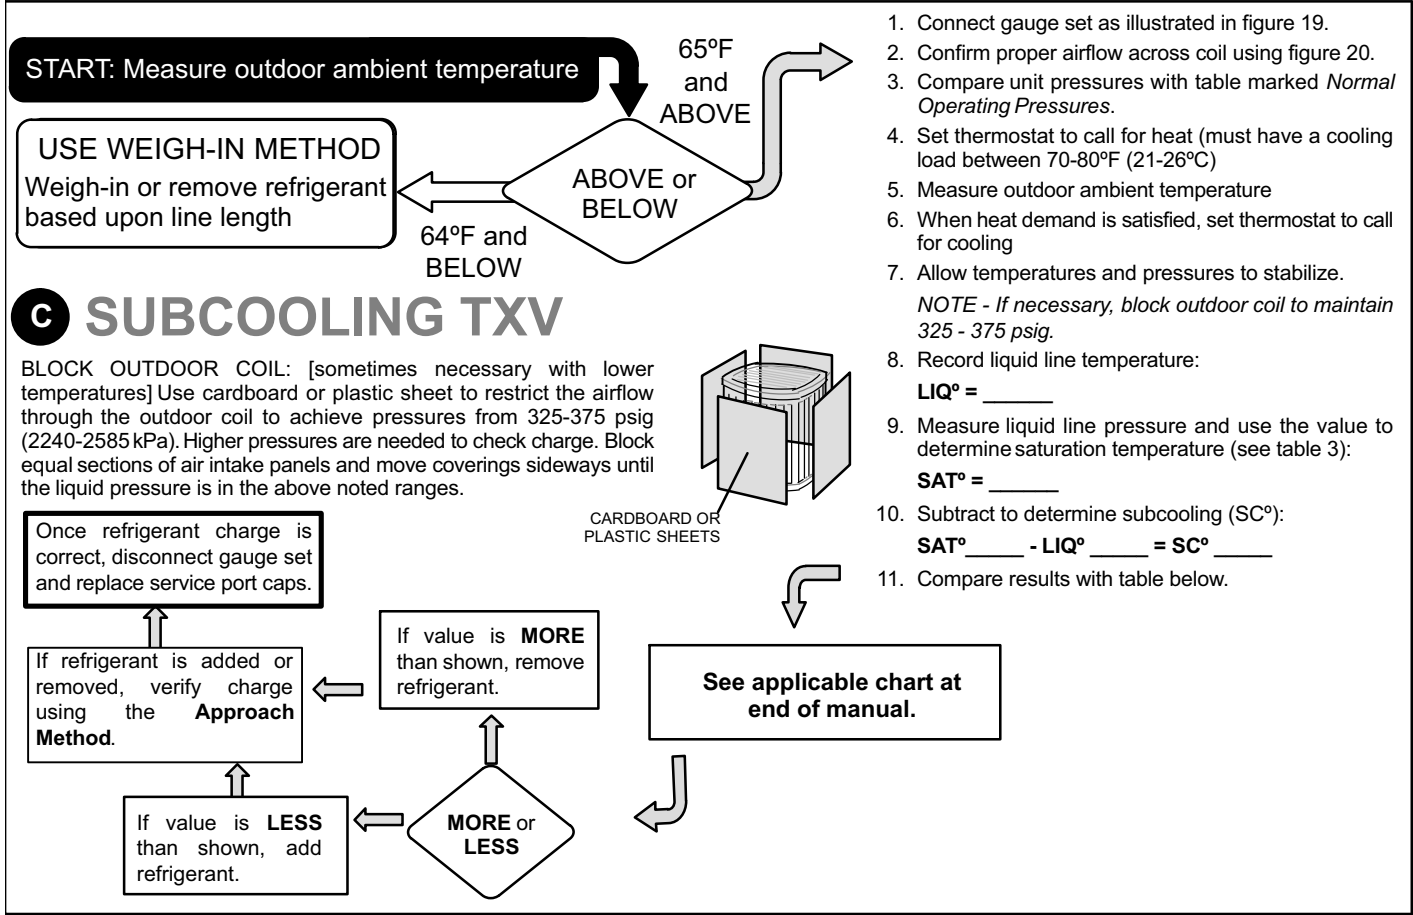 START: Measure outdoor ambient temperature
65ºF
and
ABOVE
USE WEIGH-IN METHOD
Weigh-in or remove refrigerant
based upon line length
ABOVE or
BELOW
64ºF and
BELOW
C SUBCOOLING TXV
BLOCK OUTDOOR COIL: [sometimes necessary with lower
temperatures] Use cardboard or plastic sheet to restrict the airflow
through the outdoor coil to achieve pressures from 325-375 psig
(2240-2585 kPa). Higher pressures are needed to check charge. Block
equal sections of air intake panels and move coverings sideways until
the liquid pressure is in the above noted ranges.
CARDBOARD OR
PLASTIC SHEETS
1. Connect gauge set as illustrated in figure 19.
2. Confirm proper airflow across coil using figure 20.
3. Compare unit pressures with table marked Normal
Operating Pressures.
4. Set thermostat to call for heat (must have a cooling
load between 70-80ºF (21-26ºC)
5. Measure outdoor ambient temperature
6. When heat demand is satisfied, set thermostat to call
for cooling
7. Allow temperatures and pressures to stabilize.
NOTE - If necessary, block outdoor coil to maintain
325 - 375 psig.
8. Record liquid line temperature:
LIQº = ______
9. Measure liquid line pressure and use the value to
determine saturation temperature (see table 3):
SATº = ______
10. Subtract to determine subcooling (SCº):
SATº_____ - LIQº _____ = SCº _____
11. Compare results with table below.
See applicable chart at
end of manual.
MORE or
LESS
If value is MORE
than shown, remove
refrigerant.
If value is LESS
than shown, add
refrigerant.
If refrigerant is added or
removed, verify charge
using the Approach
Method.
Once refrigerant charge is
correct, disconnect gauge set
and replace service port caps.